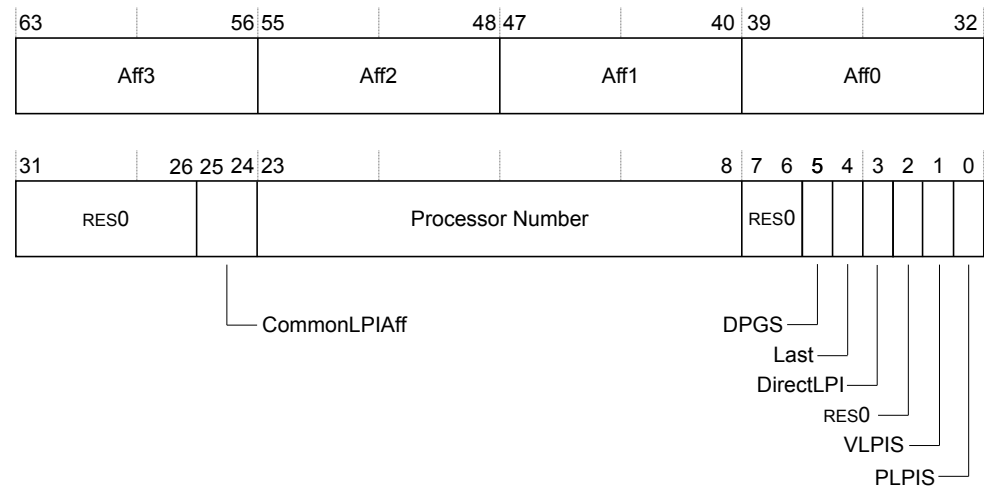 63 56 55 48 47 40 39 32
Aff3 Aff2 Aff1 Aff0
31 26 25 24 23 8 7 6 5 4 3 2 1 0
RES0 Processor Number RES0
CommonLPIAff DPGS
Last
DirectLPI
RES0
VLPIS
PLPIS